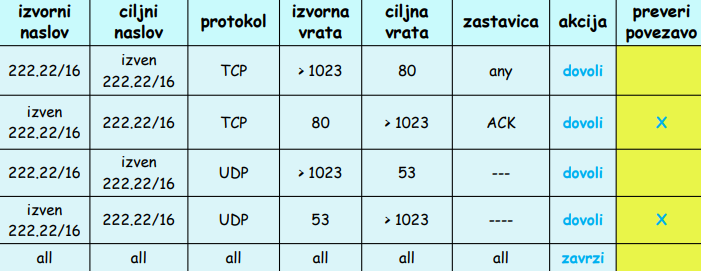 izvorni naslov | ciljni naslov | protokol | izvorna vrata | ciljna vrata | zastavica | akcija | preveri povezavo
222.22/16 | izven 222.22/16 | TCP | > 1023 | 80 | any | dovoli |
izven 222.22/16 | 222.22/16 | TCP | 80 | > 1023 | ACK | dovoli | X
222.22/16 | izven 222.22/16 | UDP | > 1023 | 53 | --- | dovoli |
izven 222.22/16 | 222.22/16 | UDP | 53 | > 1023 | ---- | dovoli | X
all | all | all | all | all | all | zavrzi |